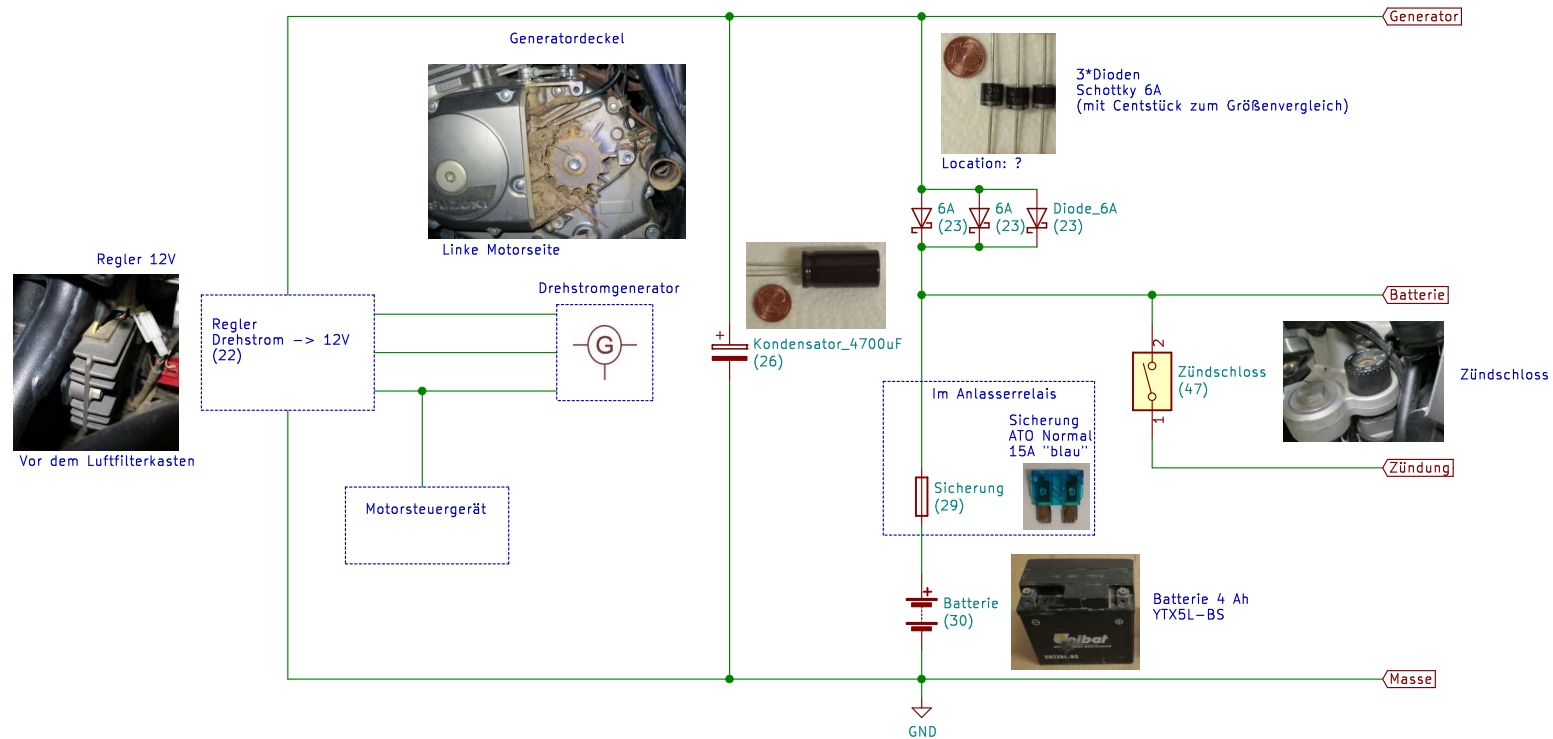 Generator
Generatordeckel
SUZUKI
Linke Motorseite
3*Dioden
Schottky 6A
(mit Centstück zum Größenvergleich)
Location: ?
6A
(23)
6A
(23)
Diode_6A
(23)
Regler 12V
Vor dem Luftfilterkasten
Regler
Drehstrom -> 12V
(22)
Drehstromgenerator
G
Motorsteuergerät
+
Kondensator_4700uF
(26)
Batterie
2
1
Zündschloss
(47)
Zündschloss
Zündung
Im Anlasserrelais
Sicherung
ATO Normal
15A "blau"
Sicherung
(29)
+
Batterie
(30)
Unibat
Batterie 4 Ah
YTX5L-BS
Masse
GND